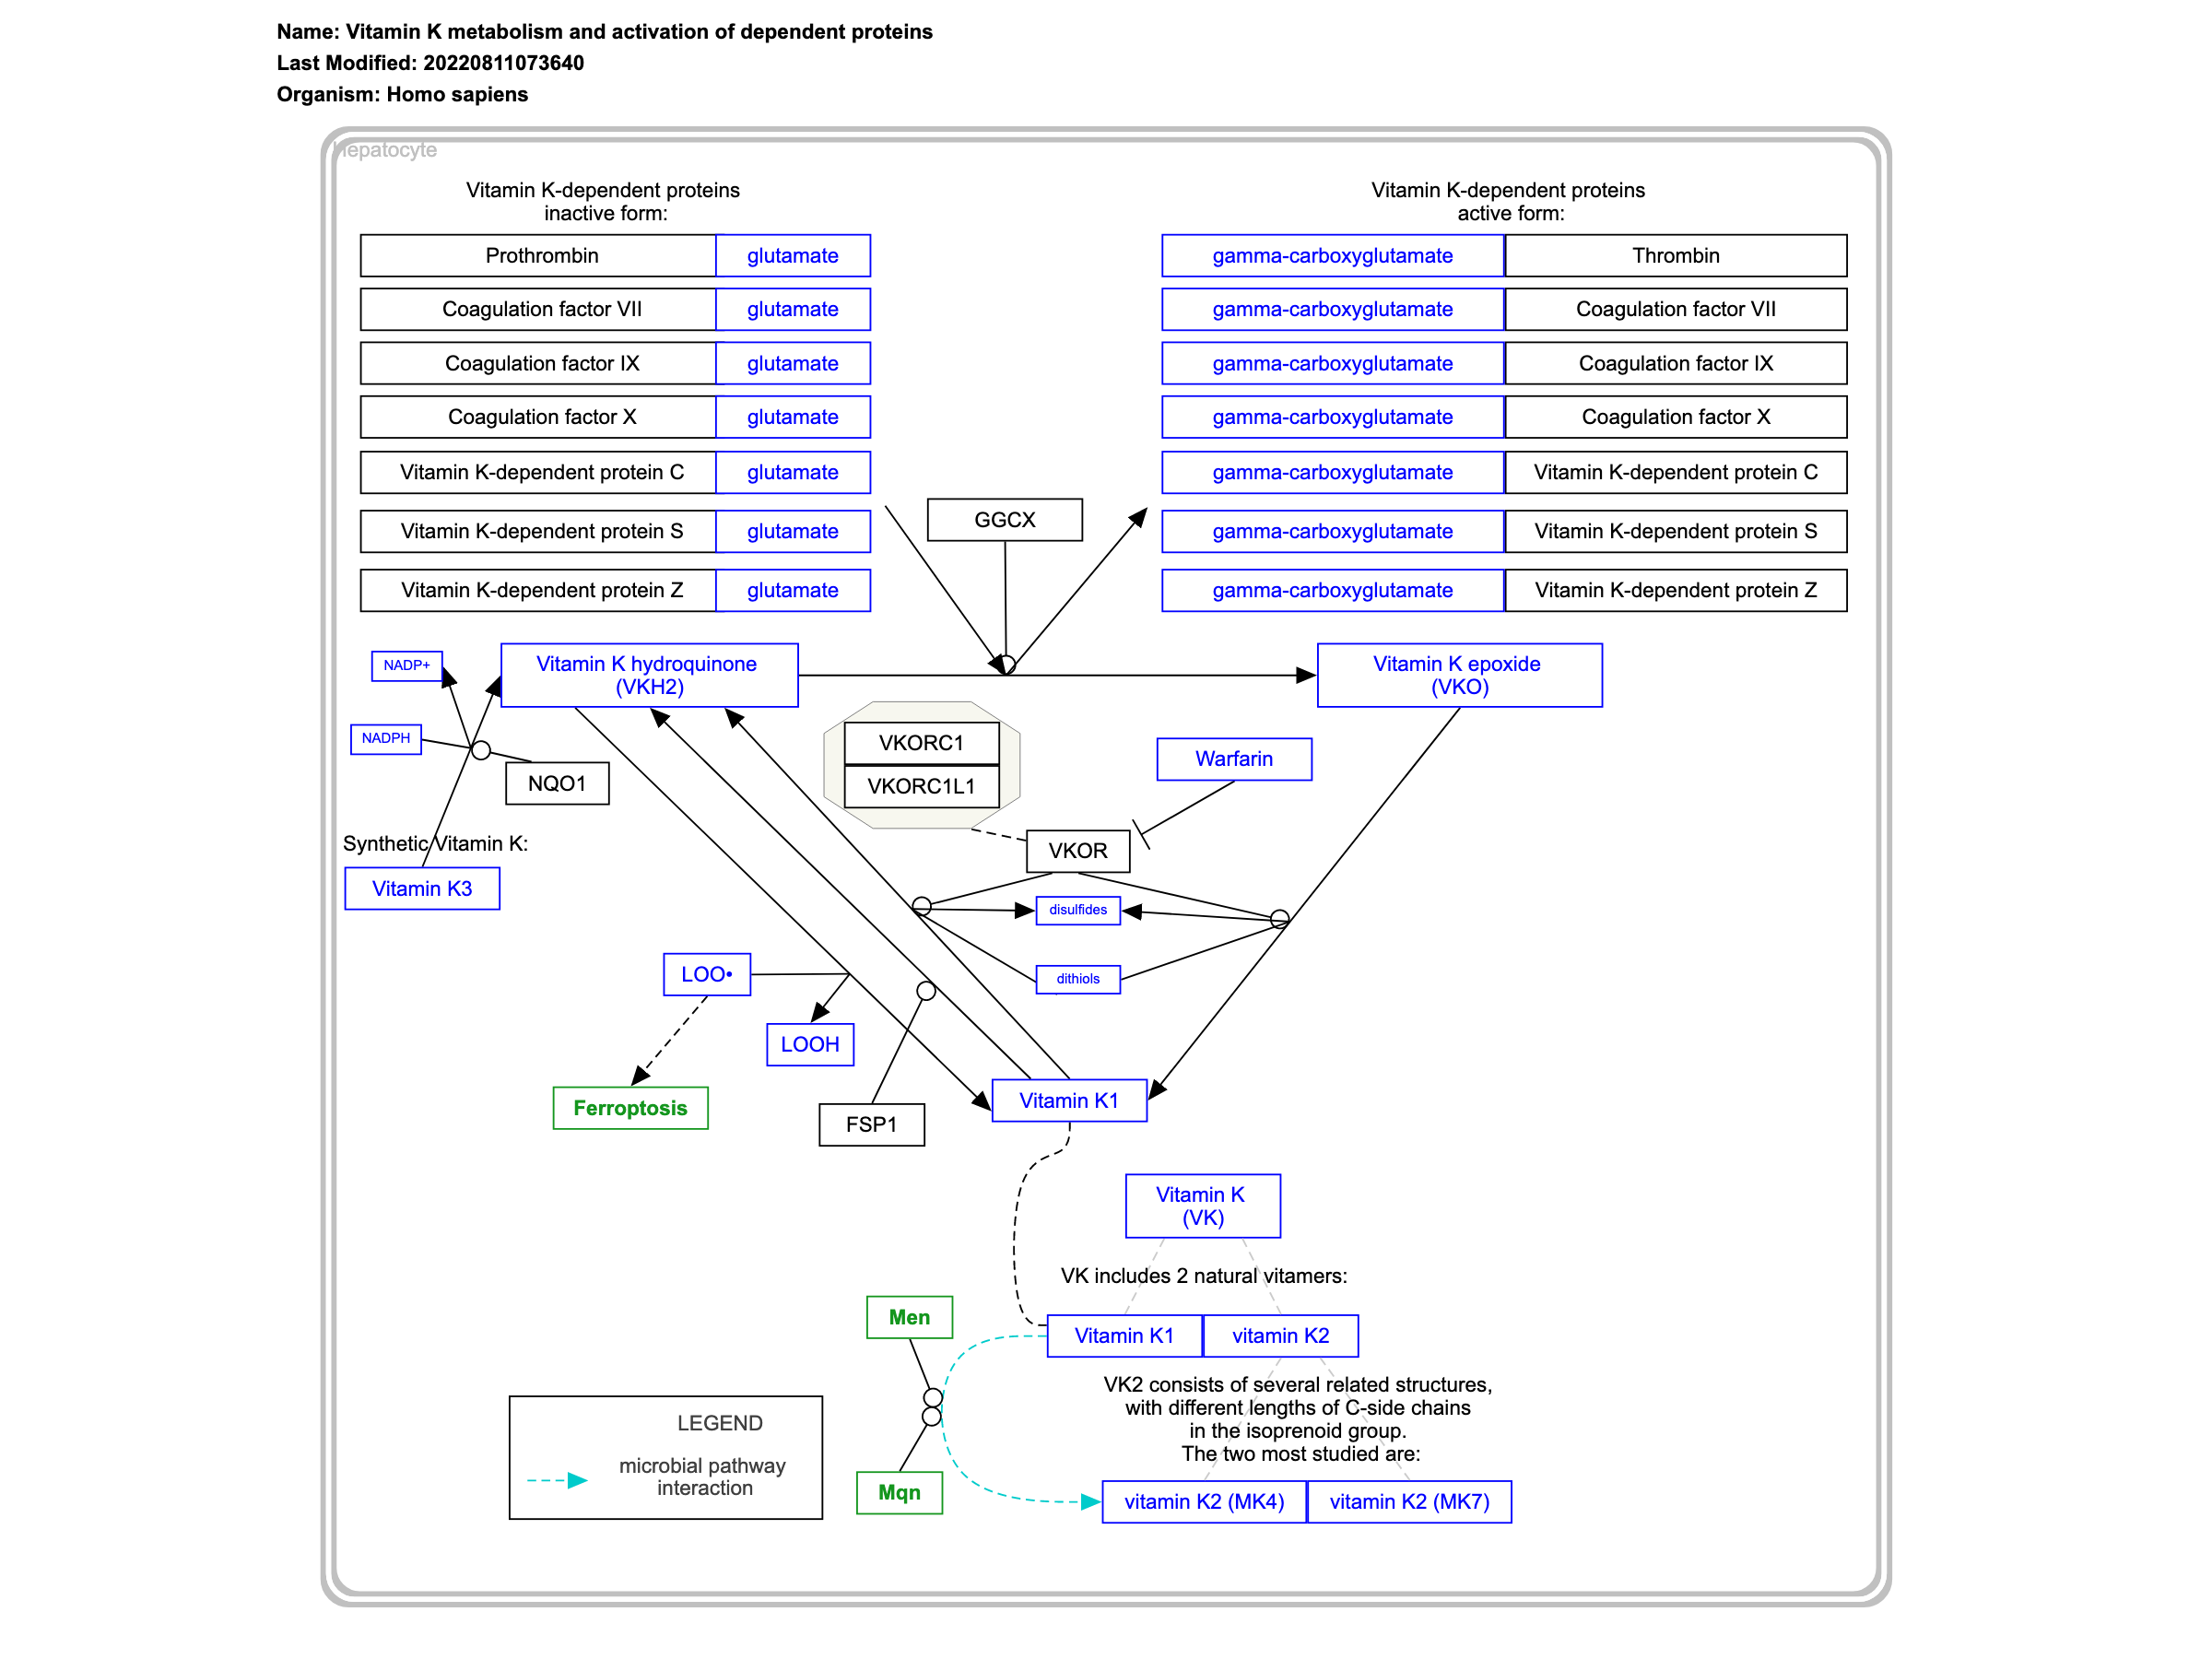 Name: Vitamin K metabolism and activation of dependent proteins
Last Modified: 20220811073640
Organism: Homo sapiens
Hepatocyte
Vitamin K-dependent proteins
inactive form:
Vitamin K-dependent proteins
active form:
Prothrombin glutamate gamma-carboxyglutamate Thrombin
Coagulation factor VII glutamate gamma-carboxyglutamate Coagulation factor VII
Coagulation factor IX glutamate gamma-carboxyglutamate Coagulation factor IX
Coagulation factor X glutamate gamma-carboxyglutamate Coagulation factor X
Vitamin K-dependent protein C glutamate gamma-carboxyglutamate Vitamin K-dependent protein C
GGCX
Vitamin K-dependent protein S glutamate gamma-carboxyglutamate Vitamin K-dependent protein S
Vitamin K-dependent protein Z glutamate gamma-carboxyglutamate Vitamin K-dependent protein Z
NADP+
Vitamin K hydroquinone
(VKH2)
Vitamin K epoxide
(VKO)
NADPH
NQO1
VKORC1
VKORC1L1
Warfarin
VKOR
Synthetic Vitamin K:
Vitamin K3
disulfides
dithiols
LOO•
LOOH
Ferroptosis
FSP1
Vitamin K1
Vitamin K
(VK)
VK includes 2 natural vitamers:
Men
Vitamin K1 vitamin K2
VK2 consists of several related structures,
with different lengths of C-side chains
in the isoprenoid group.
The two most studied are:
Mqn
vitamin K2 (MK4) vitamin K2 (MK7)
LEGEND
microbial pathway
interaction